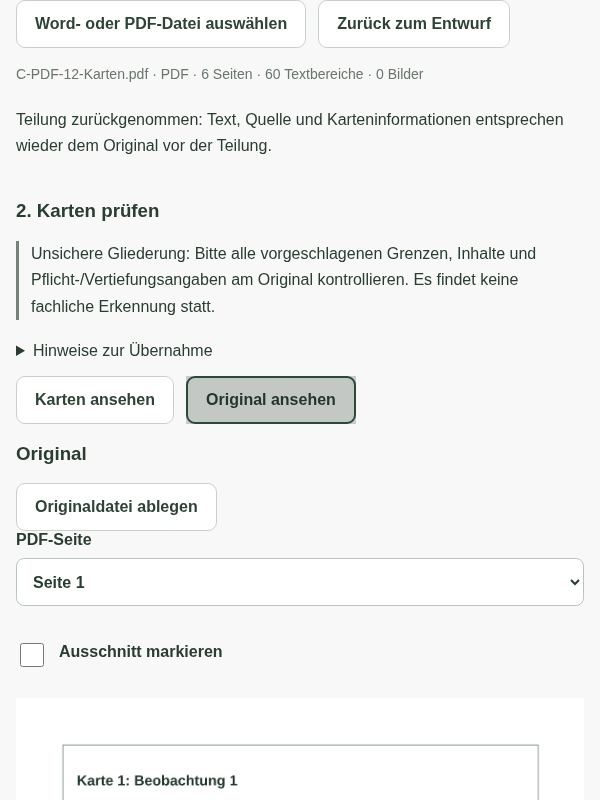 Word- oder PDF-Datei auswählen
Zurück zum Entwurf
C-PDF-12-Karten.pdf · PDF · 6 Seiten · 60 Textbereiche · 0 Bilder
Teilung zurückgenommen: Text, Quelle und Karteninformationen entsprechen
wieder dem Original vor der Teilung.
2. Karten prüfen
Unsichere Gliederung: Bitte alle vorgeschlagenen Grenzen, Inhalte und
Pflicht-/Vertiefungsangaben am Original kontrollieren. Es findet keine
fachliche Erkennung statt.
Hinweise zur Übernahme
Karten ansehen
Original ansehen
Original
Originaldatei ablegen
PDF-Seite
Seite 1
Ausschnitt markieren
Karte 1: Beobachtung 1